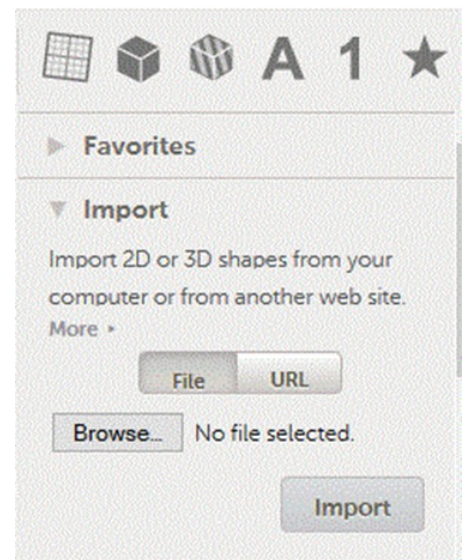 A 1
Favorites
Import
Import 2D or 3D shapes from your
computer or from another web site.
More
File URL
Browse... No file selected.
Import